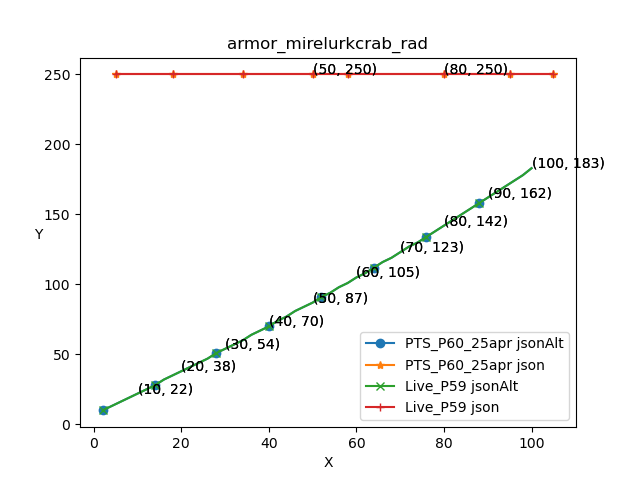 armor_mirelurkcrab_rad
250
200
150
100
50
0
Y
(50, 250)
(80, 250)
(100, 183)
(90, 162)
(80, 142)
(70, 123)
(60, 105)
(50, 87)
(40, 70)
(30, 54)
(20, 38)
(10, 22)
PTS_P60_25apr jsonAlt
PTS_P60_25apr json
Live_P59 jsonAlt
Live_P59 json
0 20 40 60 80 100
X